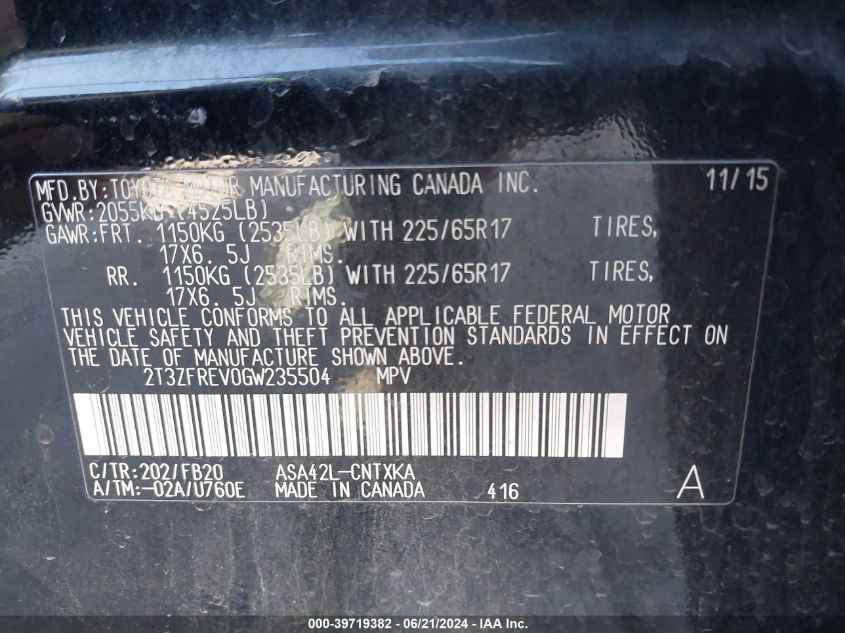 MFD.BY:TOYOTA MOTOR MANUFACTURING CANADA INC. 11/15
GVWR:2055KG (4525LB)
GAWR:FRT. 1150KG (2535LB) WITH 225/65R17 TIRES,
17X6. 5J RIMS.
RR. 1150KG (2535LB) WITH 225/65R17 TIRES,
17X6. 5J RIMS.
THIS VEHICLE CONFORMS TO ALL APPLICABLE FEDERAL MOTOR
VEHICLE SAFETY AND THEFT PREVENTION STANDARDS IN EFFECT ON
THE DATE OF MANUFACTURE SHOWN ABOVE.
2T3ZFREV0GW235504 MPV
C/TR:202/FB20 ASA42L-CNTXKA
A/TM:-02A/U760E MADE IN CANADA 416 A
000-39719382 - 06/21/2024 - IAA Inc.